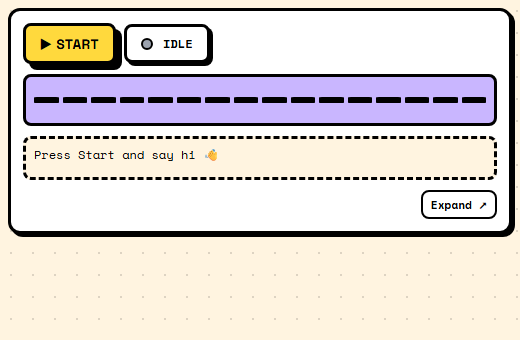 ▶ START
IDLE
Press Start and say hi 👋
Expand ↗